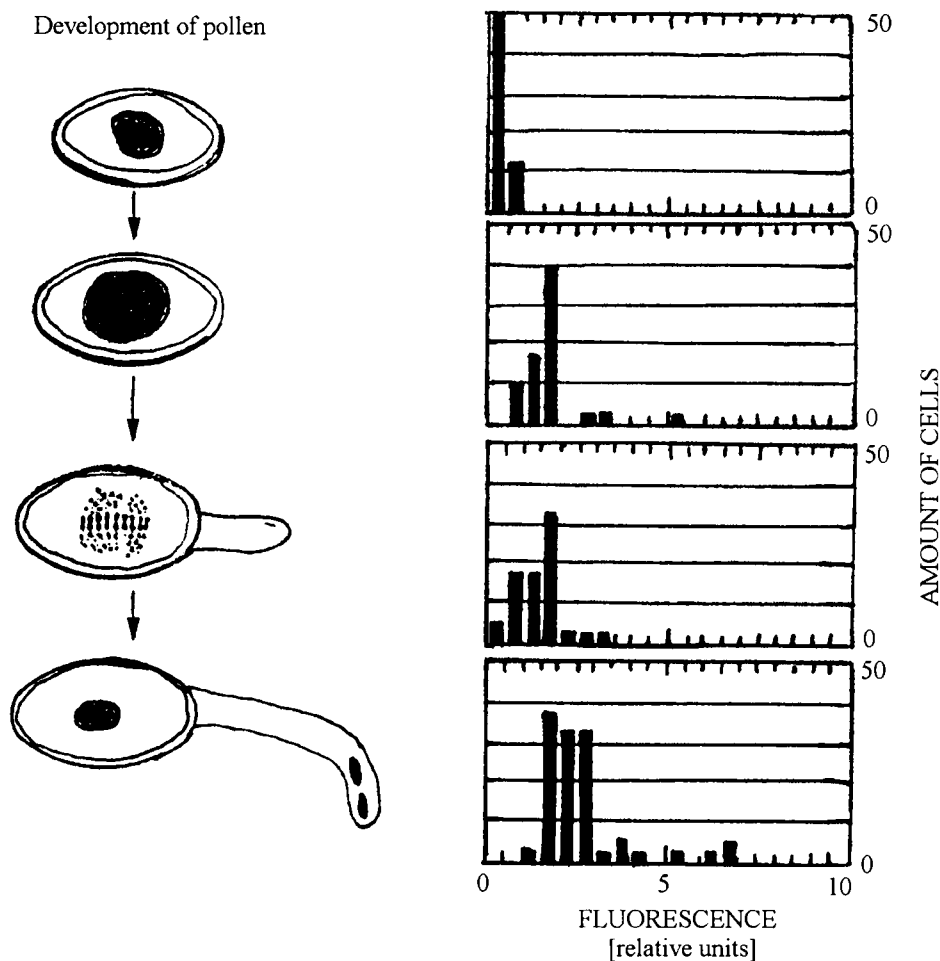 Development of pollen
50
0
50
0
50
0
50
0
AMOUNT OF CELLS
0 5 10
FLUORESCENCE
[relative units]